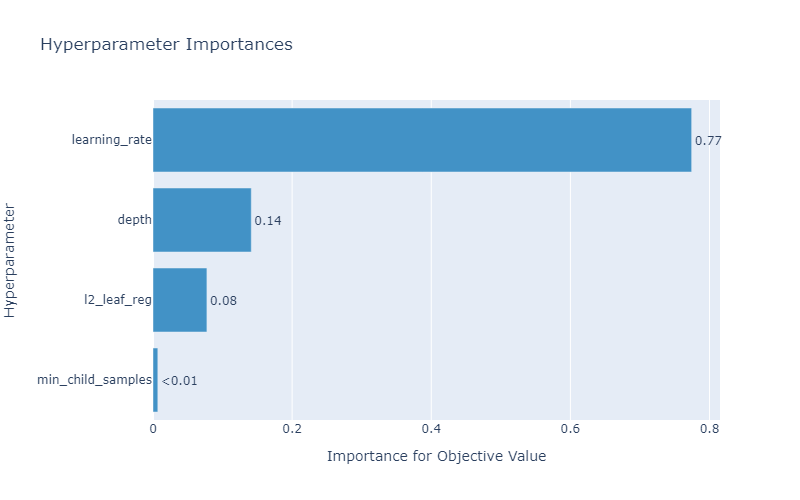 Hyperparameter Importances
Hyperparameter
learning_rate
0.77
depth
0.14
l2_leaf_reg
0.08
min_child_samples
<0.01
0
0.2
0.4
0.6
0.8
Importance for Objective Value